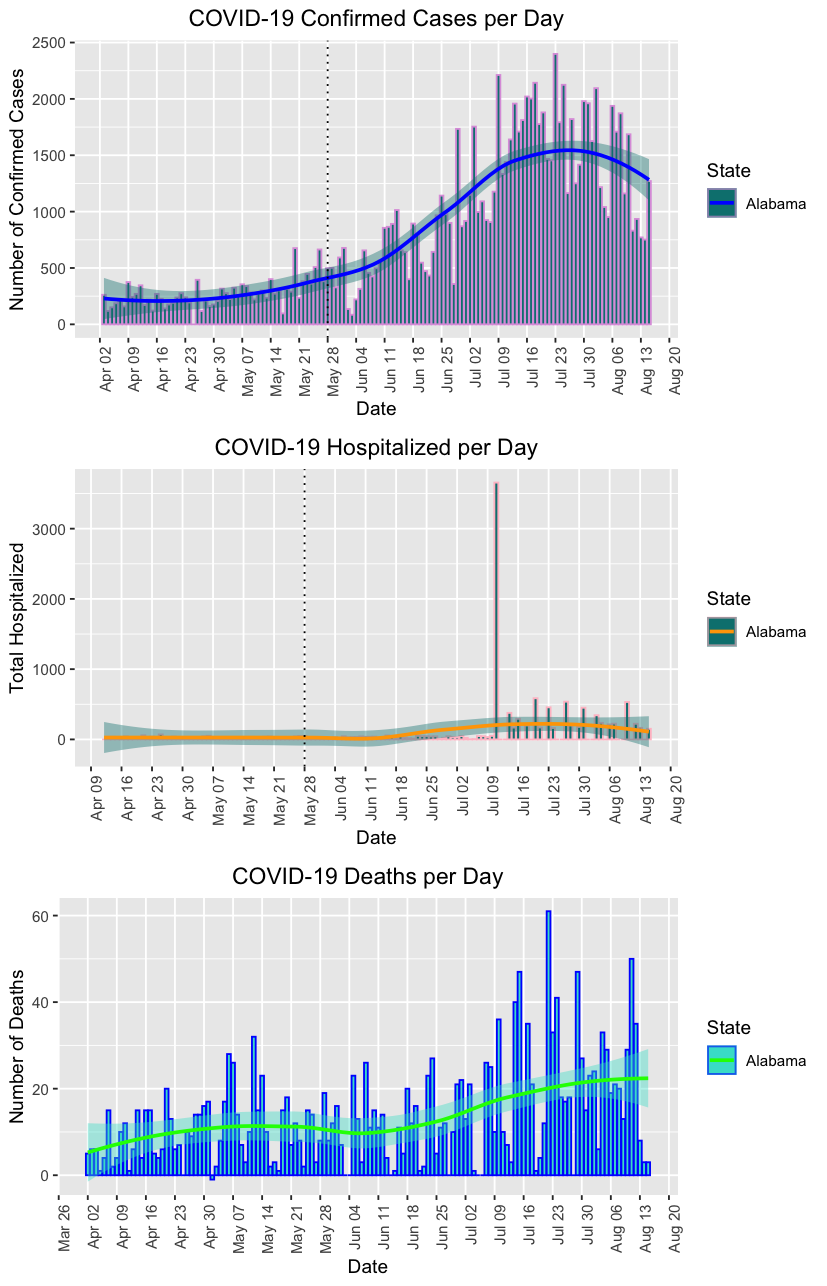 COVID-19 Confirmed Cases per Day
Number of Confirmed Cases
2500
2000
1500
1000
500
0
Apr 02
Apr 09
Apr 16
Apr 23
Apr 30
May 07
May 14
May 21
May 28
Jun 04
Jun 11
Jun 18
Jun 25
Jul 02
Jul 09
Jul 16
Jul 23
Jul 30
Aug 06
Aug 13
Aug 20
Date
State
Alabama
COVID-19 Hospitalized per Day
Total Hospitalized
3000
2000
1000
0
Apr 09
Apr 16
Apr 23
Apr 30
May 07
May 14
May 21
May 28
Jun 04
Jun 11
Jun 18
Jun 25
Jul 02
Jul 09
Jul 16
Jul 23
Jul 30
Aug 06
Aug 13
Aug 20
Date
State
Alabama
COVID-19 Deaths per Day
Number of Deaths
60
40
20
0
Mar 26
Apr 02
Apr 09
Apr 16
Apr 23
Apr 30
May 07
May 14
May 21
May 28
Jun 04
Jun 11
Jun 18
Jun 25
Jul 02
Jul 09
Jul 16
Jul 23
Jul 30
Aug 06
Aug 13
Aug 20
Date
State
Alabama